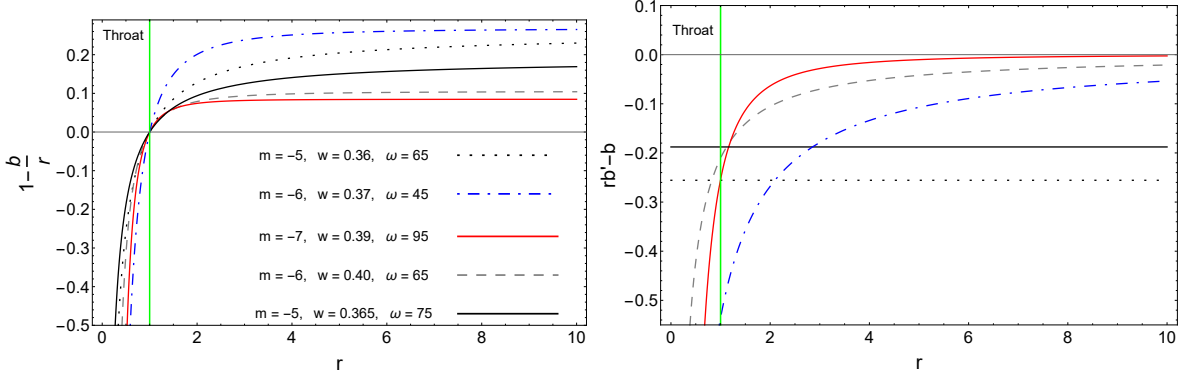 Throat
0.2
0.1
0.0
−0.1
−0.2
−0.3
−0.4
−0.5
1−b/r
m = −5, w = 0.36, ω = 65
m = −6, w = 0.37, ω = 45
m = −7, w = 0.39, ω = 95
m = −6, w = 0.40, ω = 65
m = −5, w = 0.365, ω = 75
0 2 4 6 8 10
r
Throat
0.0
−0.1
−0.2
−0.3
−0.4
−0.5
rb'−b
0 2 4 6 8 10
r